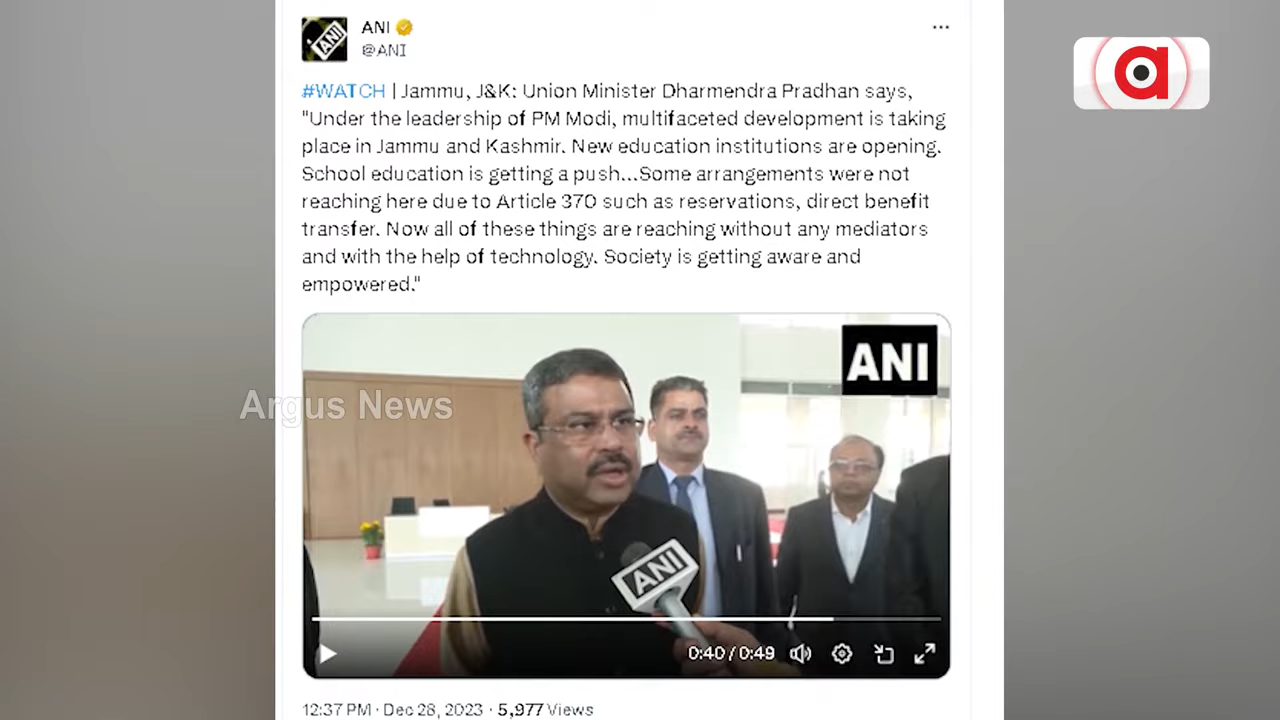 ANI
@ANI
#WATCH | Jammu, J&K: Union Minister Dharmendra Pradhan says,
"Under the leadership of PM Modi, multifaceted development is taking
place in Jammu and Kashmir. New education institutions are opening.
School education is getting a push...Some arrangements were not
reaching here due to Article 370 such as reservations, direct benefit
transfer. Now all of these things are reaching without any mediators
and with the help of technology. Society is getting aware and
empowered."
ANI
Argus News
ANI
0:40 / 0:49
12:37 PM · Dec 28, 2023 · 5,977 Views